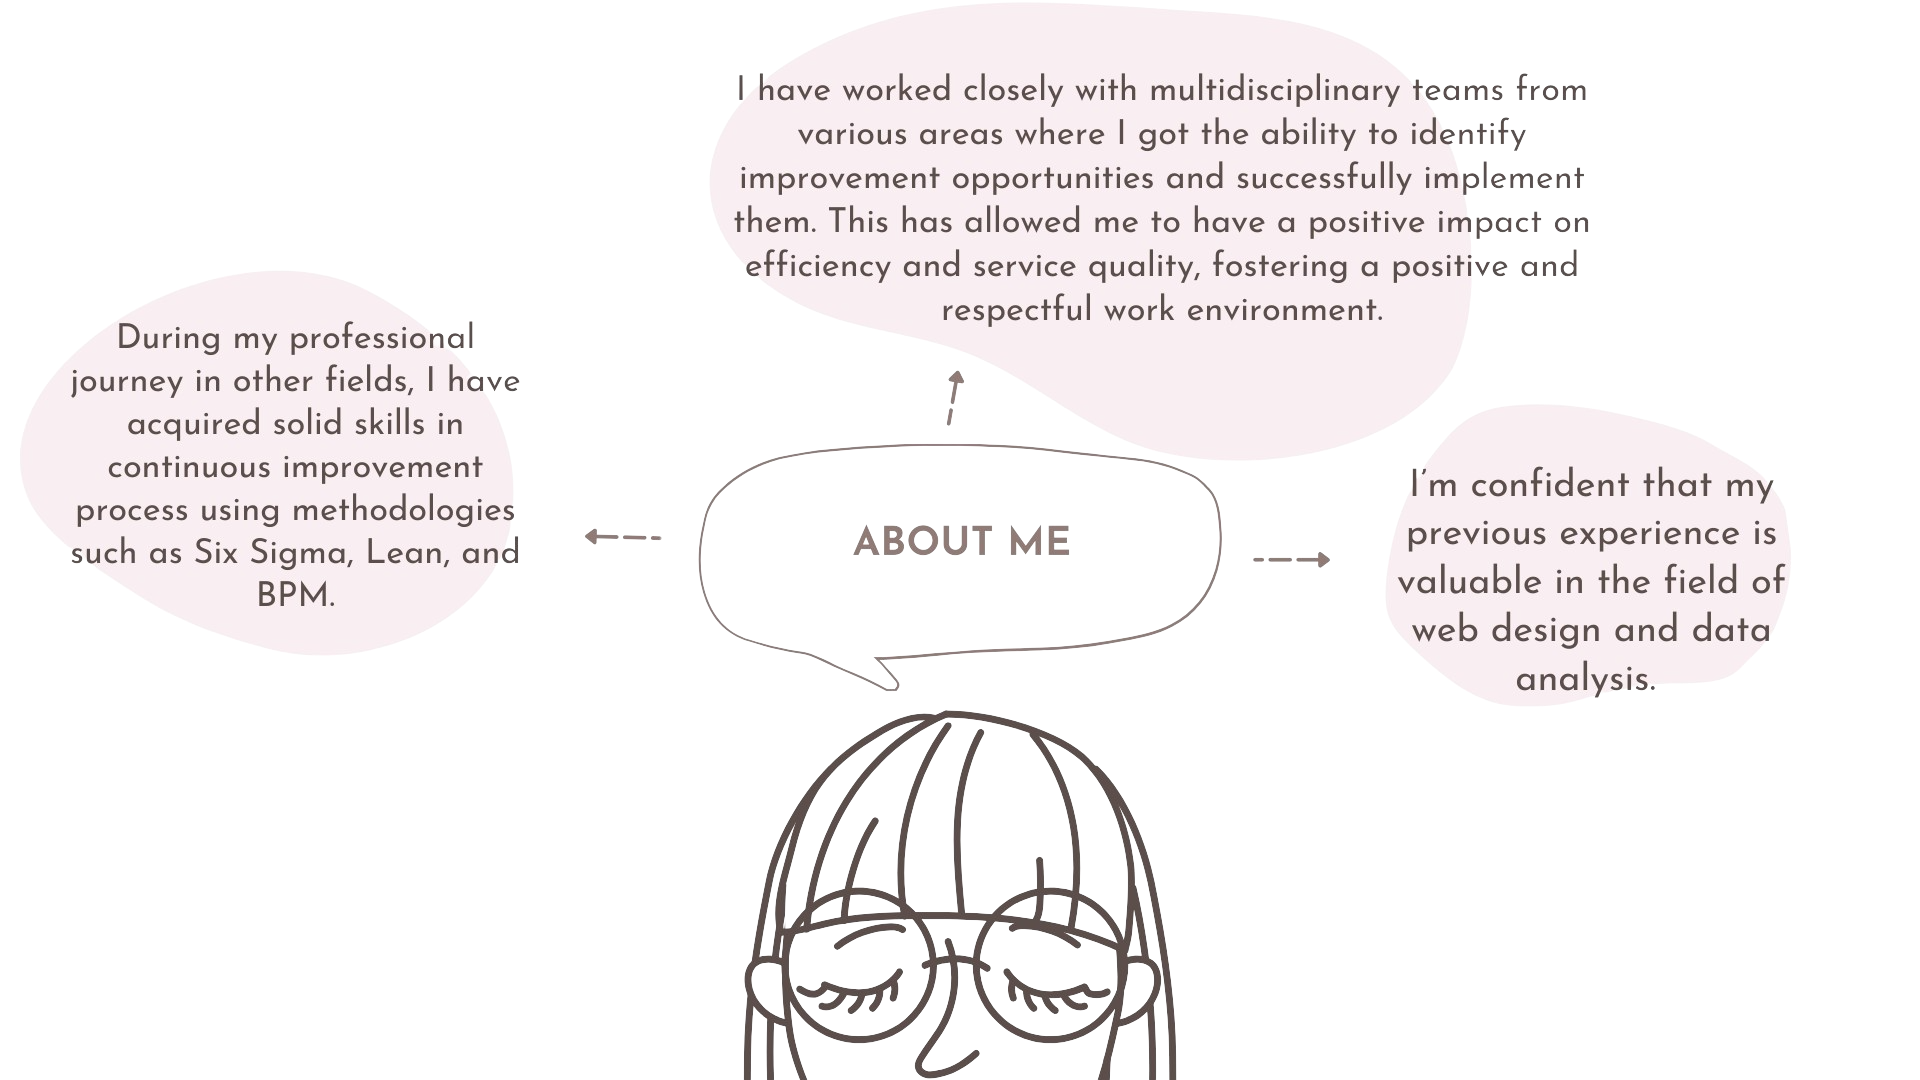 I have worked closely with multidisciplinary teams from
various areas where I got the ability to identify
improvement opportunities and successfully implement
them. This has allowed me to have a positive impact on
efficiency and service quality, fostering a positive and
respectful work environment.
During my professional
journey in other fields, I have
acquired solid skills in
continuous improvement
process using methodologies
such as Six Sigma, Lean, and
BPM.
ABOUT ME
I'm confident that my
previous experience is
valuable in the field of
web design and data
analysis.